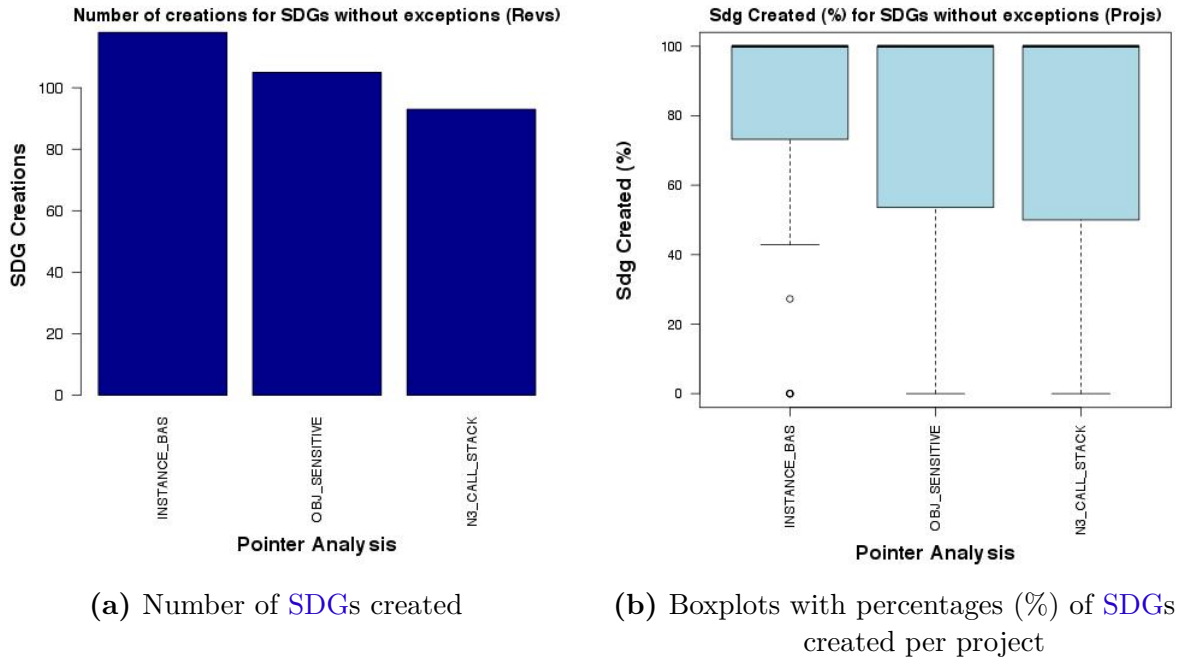 Number of creations for SDGs without exceptions (Revs)
SDG Creations
100
80
60
40
20
0
INSTANCE_BAS
OBJ_SENSITIVE
N3_CALL_STACK
Pointer Analysis
(a) Number of SDGs created
Sdg Created (%) for SDGs without exceptions (Projs)
Sdg Created (%)
100
80
60
40
20
0
INSTANCE_BAS
OBJ_SENSITIVE
N3_CALL_STACK
Pointer Analysis
(b) Boxplots with percentages (%) of SDGs
created per project